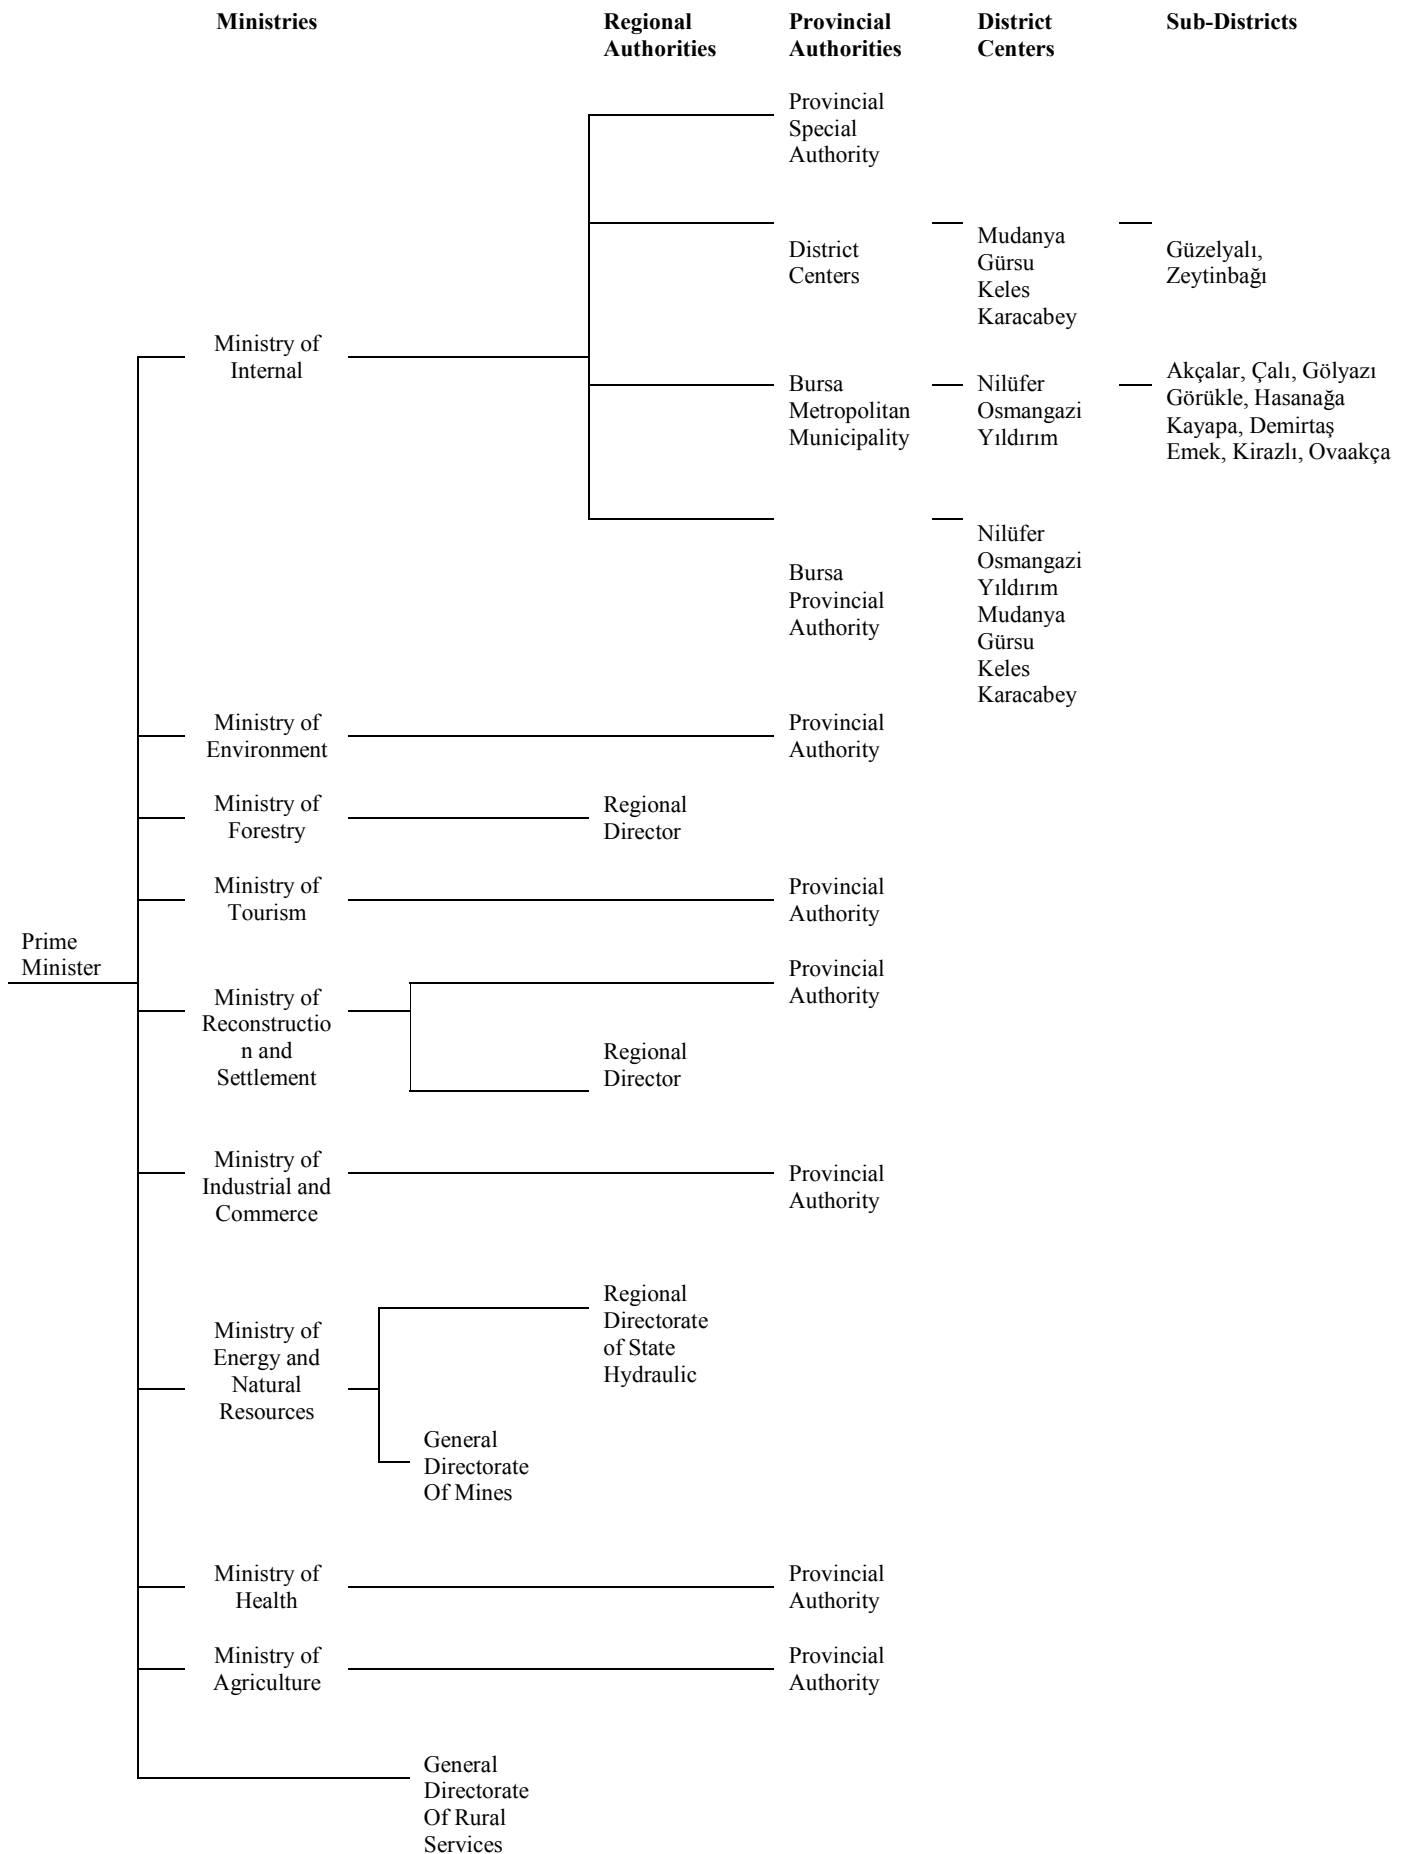 Ministries
Regional
Authorities
Provincial
Authorities
District
Centers
Sub-Districts
Provincial
Special
Authority
District
Centers
Mudanya
Gürsu
Keles
Karacabey
Güzelyalı,
Zeytinbağı
Ministry of
Internal
Bursa
Metropolitan
Municipality
Nilüfer
Osmangazi
Yıldırım
Akçalar, Çalı, Gölyazı
Görükle, Hasanağa
Kayapa, Demirtaş
Emek, Kirazlı, Ovaakça
Bursa
Provincial
Authority
Nilüfer
Osmangazi
Yıldırım
Mudanya
Gürsu
Keles
Karacabey
Ministry of
Environment
Provincial
Authority
Ministry of
Forestry
Regional
Director
Ministry of
Tourism
Provincial
Authority
Prime
Minister
Ministry of
Reconstructio
n and
Settlement
Provincial
Authority
Regional
Director
Ministry of
Industrial and
Commerce
Provincial
Authority
Ministry of
Energy and
Natural
Resources
Regional
Directorate
of State
Hydraulic
General
Directorate
Of Mines
Ministry of
Health
Provincial
Authority
Ministry of
Agriculture
Provincial
Authority
General
Directorate
Of Rural
Services